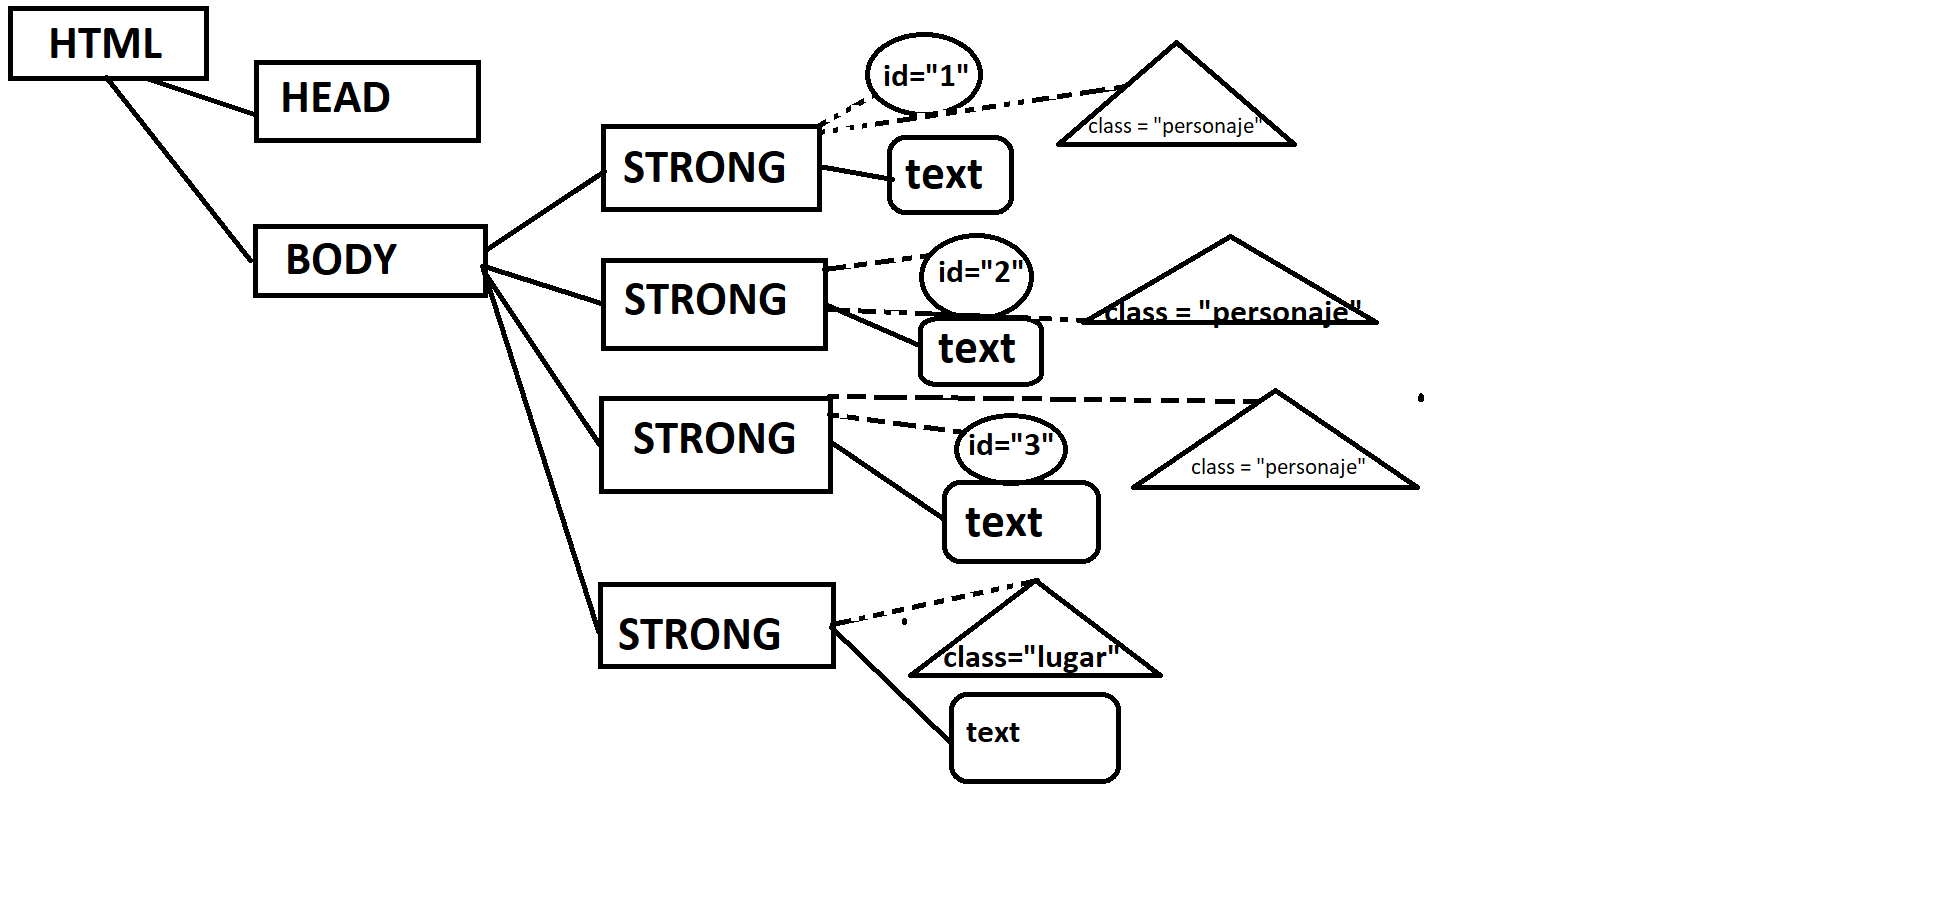 HTML
HEAD
BODY
STRONG
id="1"
class = "personaje"
text
STRONG
id="2"
class = "personaje"
text
STRONG
id="3"
class = "personaje"
text
STRONG
class="lugar"
text